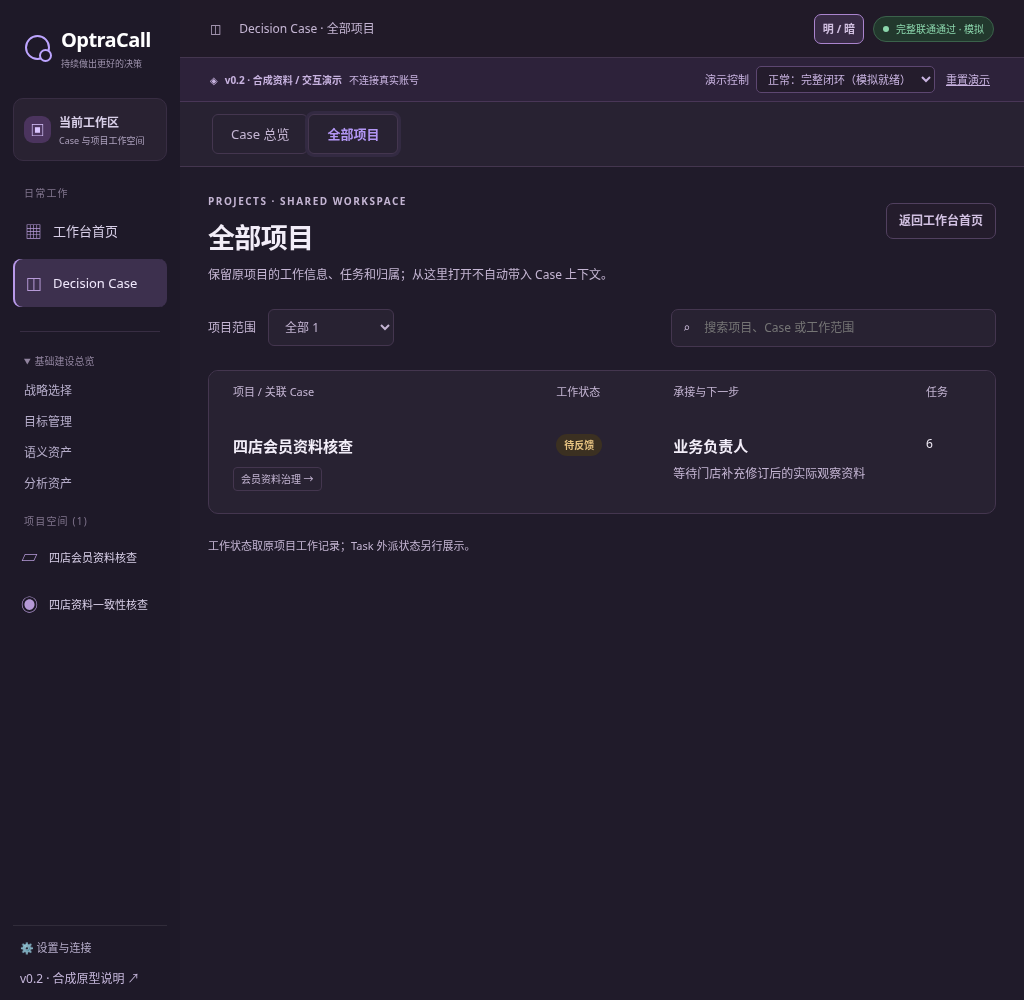 OptraCall
持续做出更好的决策
当前工作区
Case 与项目工作空间
日常工作
工作台首页
Decision Case
▼ 基础建设总览
战略选择
目标管理
语义资产
分析资产
项目空间 (1)
四店会员资料核查
四店资料一致性核查
⚙️ 设置与连接
v0.2 · 合成原型说明 ↗
Decision Case · 全部项目
明 / 暗
完整联通通过 · 模拟
◈ v0.2 · 合成资料 / 交互演示 不连接真实账号
演示控制 正常：完整闭环（模拟就绪） 重置演示
Case 总览
全部项目
PROJECTS · SHARED WORKSPACE
全部项目
返回工作台首页
保留原项目的工作信息、任务和归属；从这里打开不自动带入 Case 上下文。
项目范围 全部 1
搜索项目、Case 或工作范围
项目 / 关联 Case 工作状态 承接与下一步 任务
四店会员资料核查 待反馈 业务负责人 6
会员资料治理 → 等待门店补充修订后的实际观察资料
工作状态取原项目工作记录；Task 外派状态另行展示。